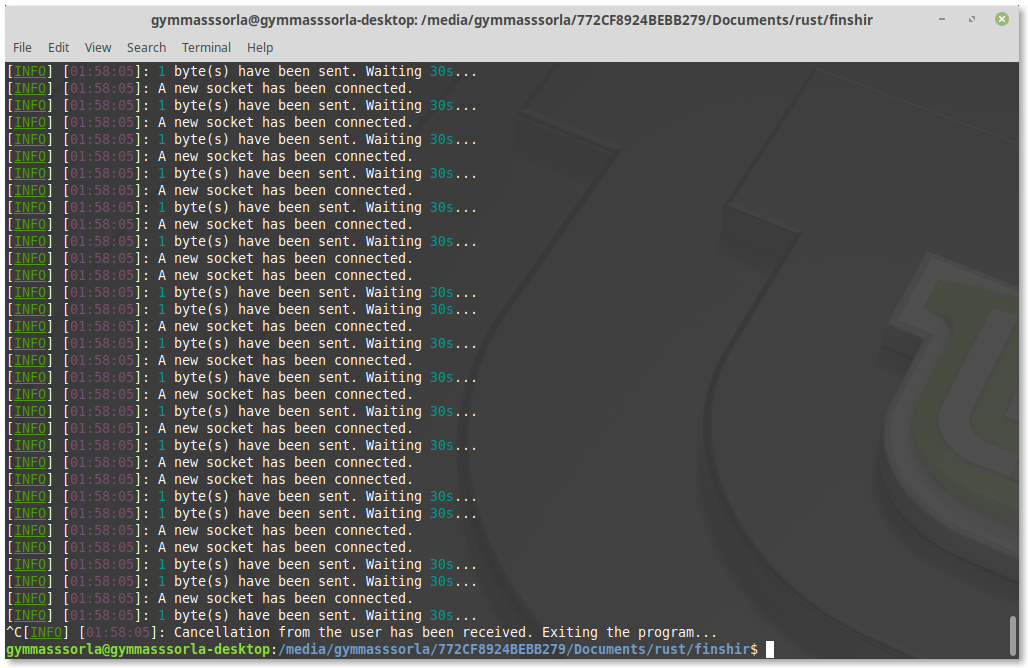 gymmasssorla@gymmasssorla-desktop: /media/gymmasssorla/772CF8924BEBB279/Documents/rust/finshir
File Edit View Search Terminal Help
[INFO] [01:58:05]: 1 byte(s) have been sent. Waiting 30s...
[INFO] [01:58:05]: A new socket has been connected.
[INFO] [01:58:05]: 1 byte(s) have been sent. Waiting 30s...
[INFO] [01:58:05]: A new socket has been connected.
[INFO] [01:58:05]: 1 byte(s) have been sent. Waiting 30s...
[INFO] [01:58:05]: A new socket has been connected.
[INFO] [01:58:05]: 1 byte(s) have been sent. Waiting 30s...
[INFO] [01:58:05]: A new socket has been connected.
[INFO] [01:58:05]: 1 byte(s) have been sent. Waiting 30s...
[INFO] [01:58:05]: A new socket has been connected.
[INFO] [01:58:05]: 1 byte(s) have been sent. Waiting 30s...
[INFO] [01:58:05]: A new socket has been connected.
[INFO] [01:58:05]: A new socket has been connected.
[INFO] [01:58:05]: 1 byte(s) have been sent. Waiting 30s...
[INFO] [01:58:05]: 1 byte(s) have been sent. Waiting 30s...
[INFO] [01:58:05]: A new socket has been connected.
[INFO] [01:58:05]: 1 byte(s) have been sent. Waiting 30s...
[INFO] [01:58:05]: A new socket has been connected.
[INFO] [01:58:05]: 1 byte(s) have been sent. Waiting 30s...
[INFO] [01:58:05]: A new socket has been connected.
[INFO] [01:58:05]: 1 byte(s) have been sent. Waiting 30s...
[INFO] [01:58:05]: A new socket has been connected.
[INFO] [01:58:05]: 1 byte(s) have been sent. Waiting 30s...
[INFO] [01:58:05]: A new socket has been connected.
[INFO] [01:58:05]: A new socket has been connected.
[INFO] [01:58:05]: 1 byte(s) have been sent. Waiting 30s...
[INFO] [01:58:05]: 1 byte(s) have been sent. Waiting 30s...
[INFO] [01:58:05]: A new socket has been connected.
[INFO] [01:58:05]: A new socket has been connected.
[INFO] [01:58:05]: 1 byte(s) have been sent. Waiting 30s...
[INFO] [01:58:05]: 1 byte(s) have been sent. Waiting 30s...
[INFO] [01:58:05]: A new socket has been connected.
[INFO] [01:58:05]: 1 byte(s) have been sent. Waiting 30s...
^C[INFO] [01:58:05]: Cancellation from the user has been received. Exiting the program...
gymmasssorla@gymmasssorla-desktop:/media/gymmasssorla/772CF8924BEBB279/Documents/rust/finshir$